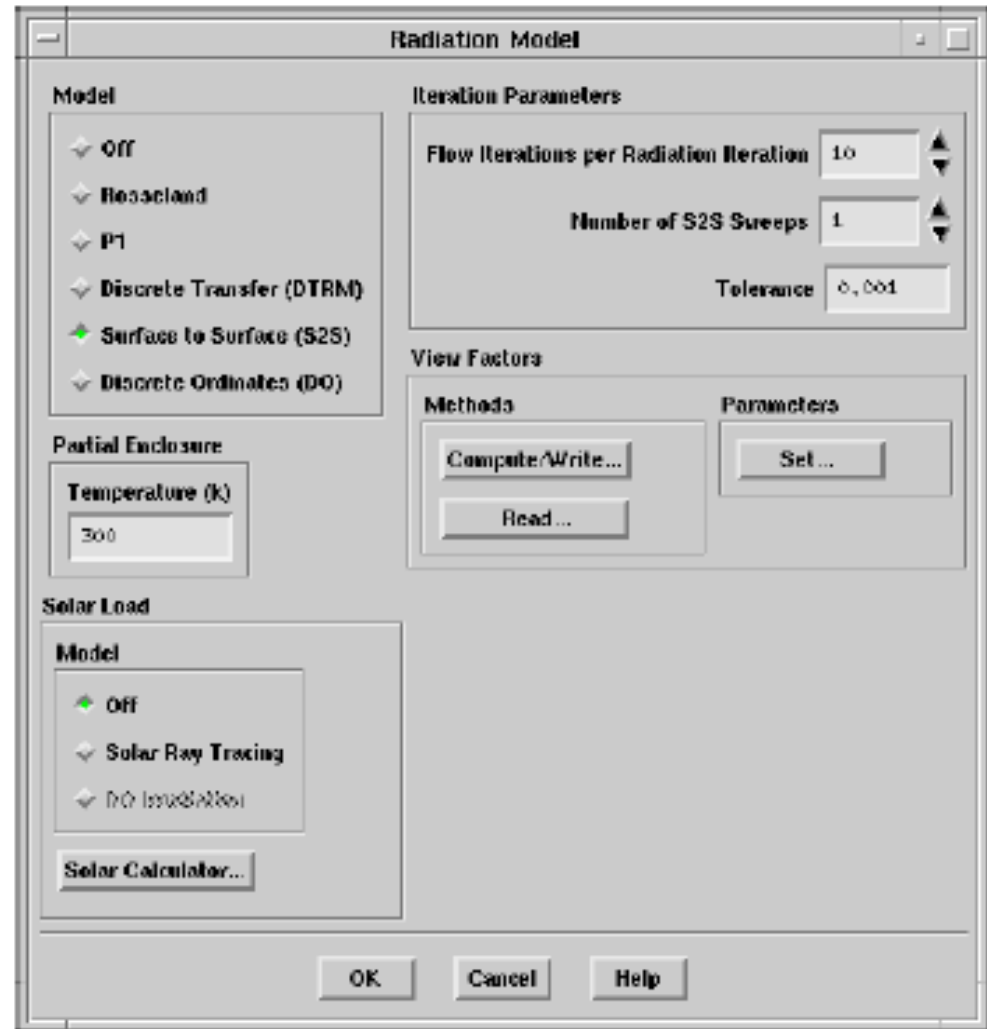 Radiation Model
Model
Off
Rosseland
P1
Discrete Transfer (DTRM)
Surface to Surface (S2S)
Discrete Ordinates (DO)
Iteration Parameters
Flow Iterations per Radiation Iteration 10
Number of S2S Sweeps 1
Tolerance 0.001
View Factors
Methods
Compute/Write...
Read...
Parameters
Set...
Partial Enclosure
Temperature (k)
300
Solar Load
Model
Off
Solar Ray Tracing
DO Irradiation
Solar Calculator...
OK Cancel Help